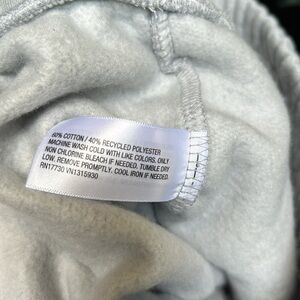 60% COTTON / 40% RECYCLED POLYESTER
MACHINE WASH COLD WITH LIKE COLORS. ONLY
NON CHLORINE BLEACH IF NEEDED. TUMBLE DRY
LOW. REMOVE PROMPTLY. COOL IRON IF NEEDED.
RN17730 VN1315930